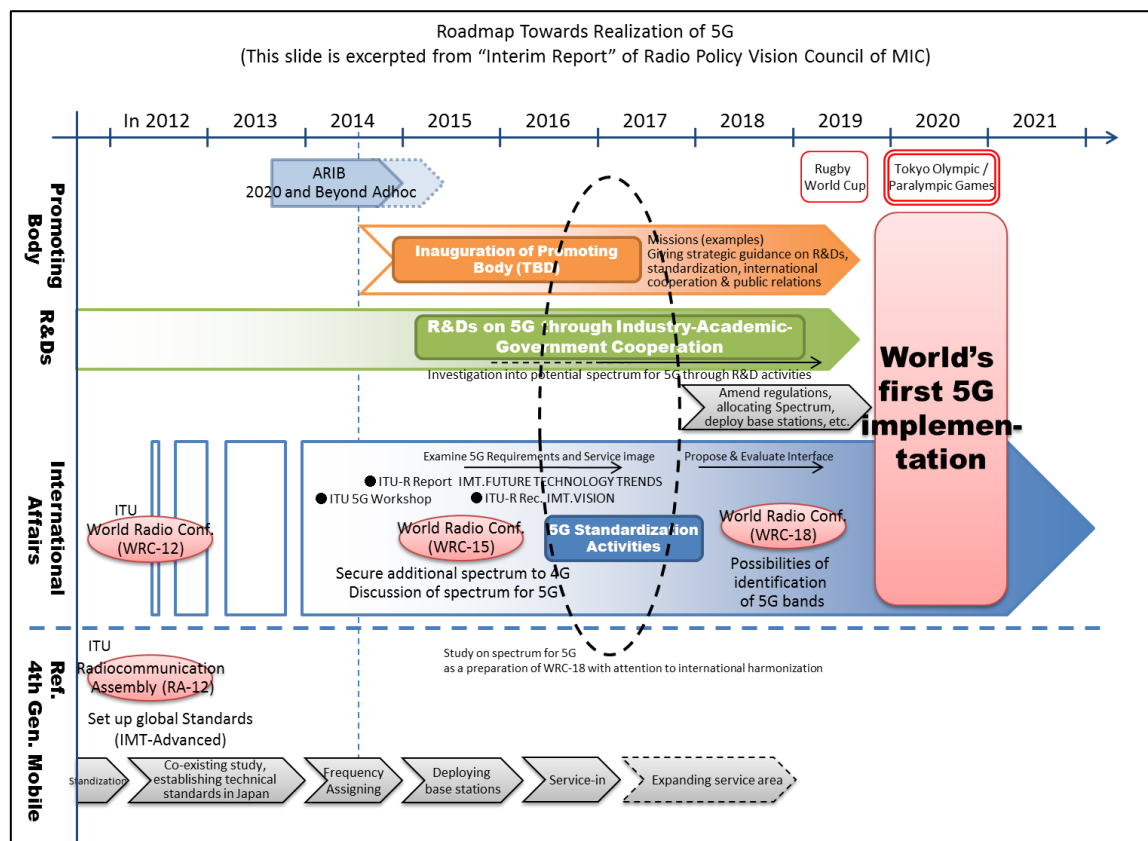 Roadmap Towards Realization of 5G
(This slide is excerpted from “Interim Report” of Radio Policy Vision Council of MIC)
In 2012
2013
2014
2015
2016
2017
2018
2019
2020
2021
Promoting
Body
ARIB
2020 and Beyond Adhoc
Rugby
World Cup
Tokyo Olympic /
Paralympic Games
Inauguration of Promoting
Body (TBD)
Missions (examples)
Giving strategic guidance on R&Ds,
standardization, international
cooperation & public relations
R&Ds
R&Ds on 5G through Industry-Academic-
Government Cooperation
Investigation into potential spectrum for 5G through R&D activities
Amend regulations,
allocating Spectrum,
deploy base stations, etc.
World’s
first 5G
implemen-
tation
International
Affairs
Examine 5G Requirements and Service image
Propose & Evaluate Interface
ITU-R Report IMT.FUTURE TECHNOLOGY TRENDS
ITU 5G Workshop
ITU-R Rec. IMT.VISION
ITU
World Radio Conf.
(WRC-12)
World Radio Conf.
(WRC-15)
5G Standardization
Activities
World Radio Conf.
(WRC-18)
Secure additional spectrum to 4G
Discussion of spectrum for 5G
Possibilities of
identification
of 5G bands
Ref.
4th Gen. Mobile
ITU
Radiocommunication
Assembly (RA-12)
Study on spectrum for 5G
as a preparation of WRC-18 with attention to international harmonization
Set up global Standards
(IMT-Advanced)
Standization
Co-existing study,
establishing technical
standards in Japan
Frequency
Assigning
Deploying
base stations
Service-in
Expanding service area